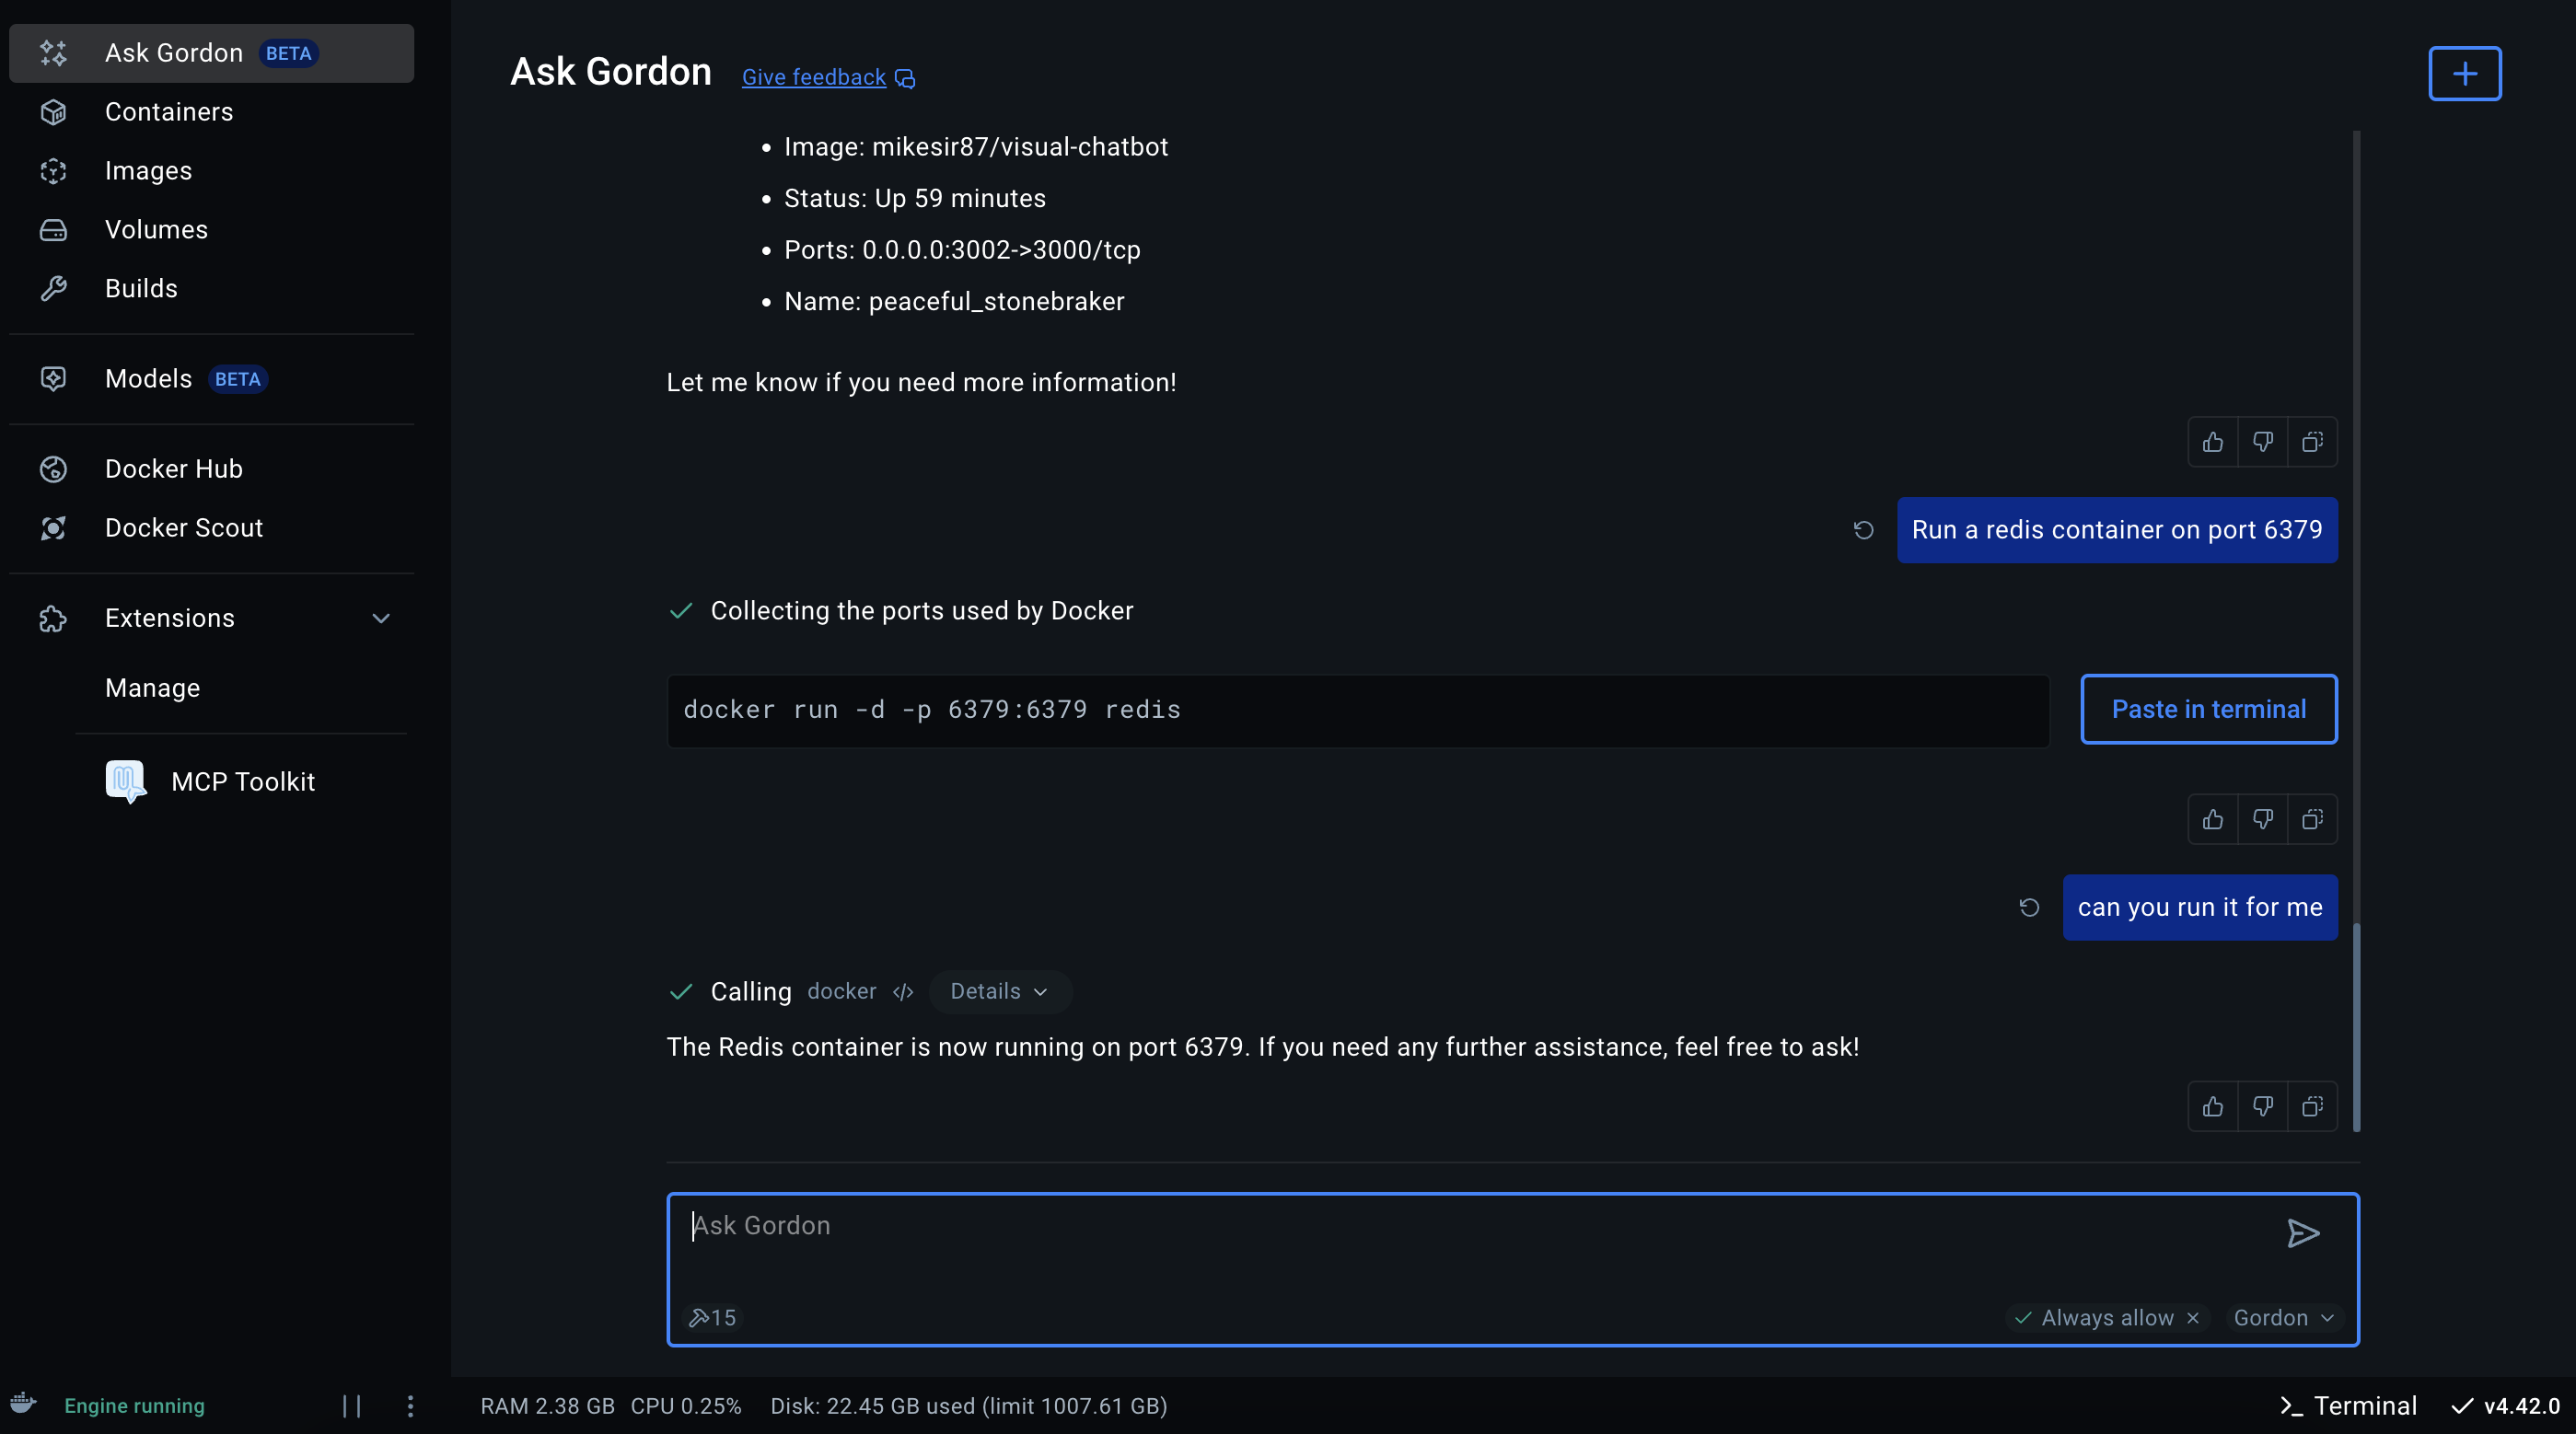 Ask Gordon BETA
Containers
Images
Volumes
Builds
Models BETA
Docker Hub
Docker Scout
Extensions
Manage
MCP Toolkit
Ask Gordon Give feedback
• Image: mikesir87/visual-chatbot
• Status: Up 59 minutes
• Ports: 0.0.0.0:3002->3000/tcp
• Name: peaceful_stonebraker
Let me know if you need more information!
Run a redis container on port 6379
Collecting the ports used by Docker
docker run -d -p 6379:6379 redis
Paste in terminal
can you run it for me
Calling docker </> Details
The Redis container is now running on port 6379. If you need any further assistance, feel free to ask!
Ask Gordon
15
Always allow Gordon
Engine running
RAM 2.38 GB CPU 0.25% Disk: 22.45 GB used (limit 1007.61 GB)
Terminal v4.42.0